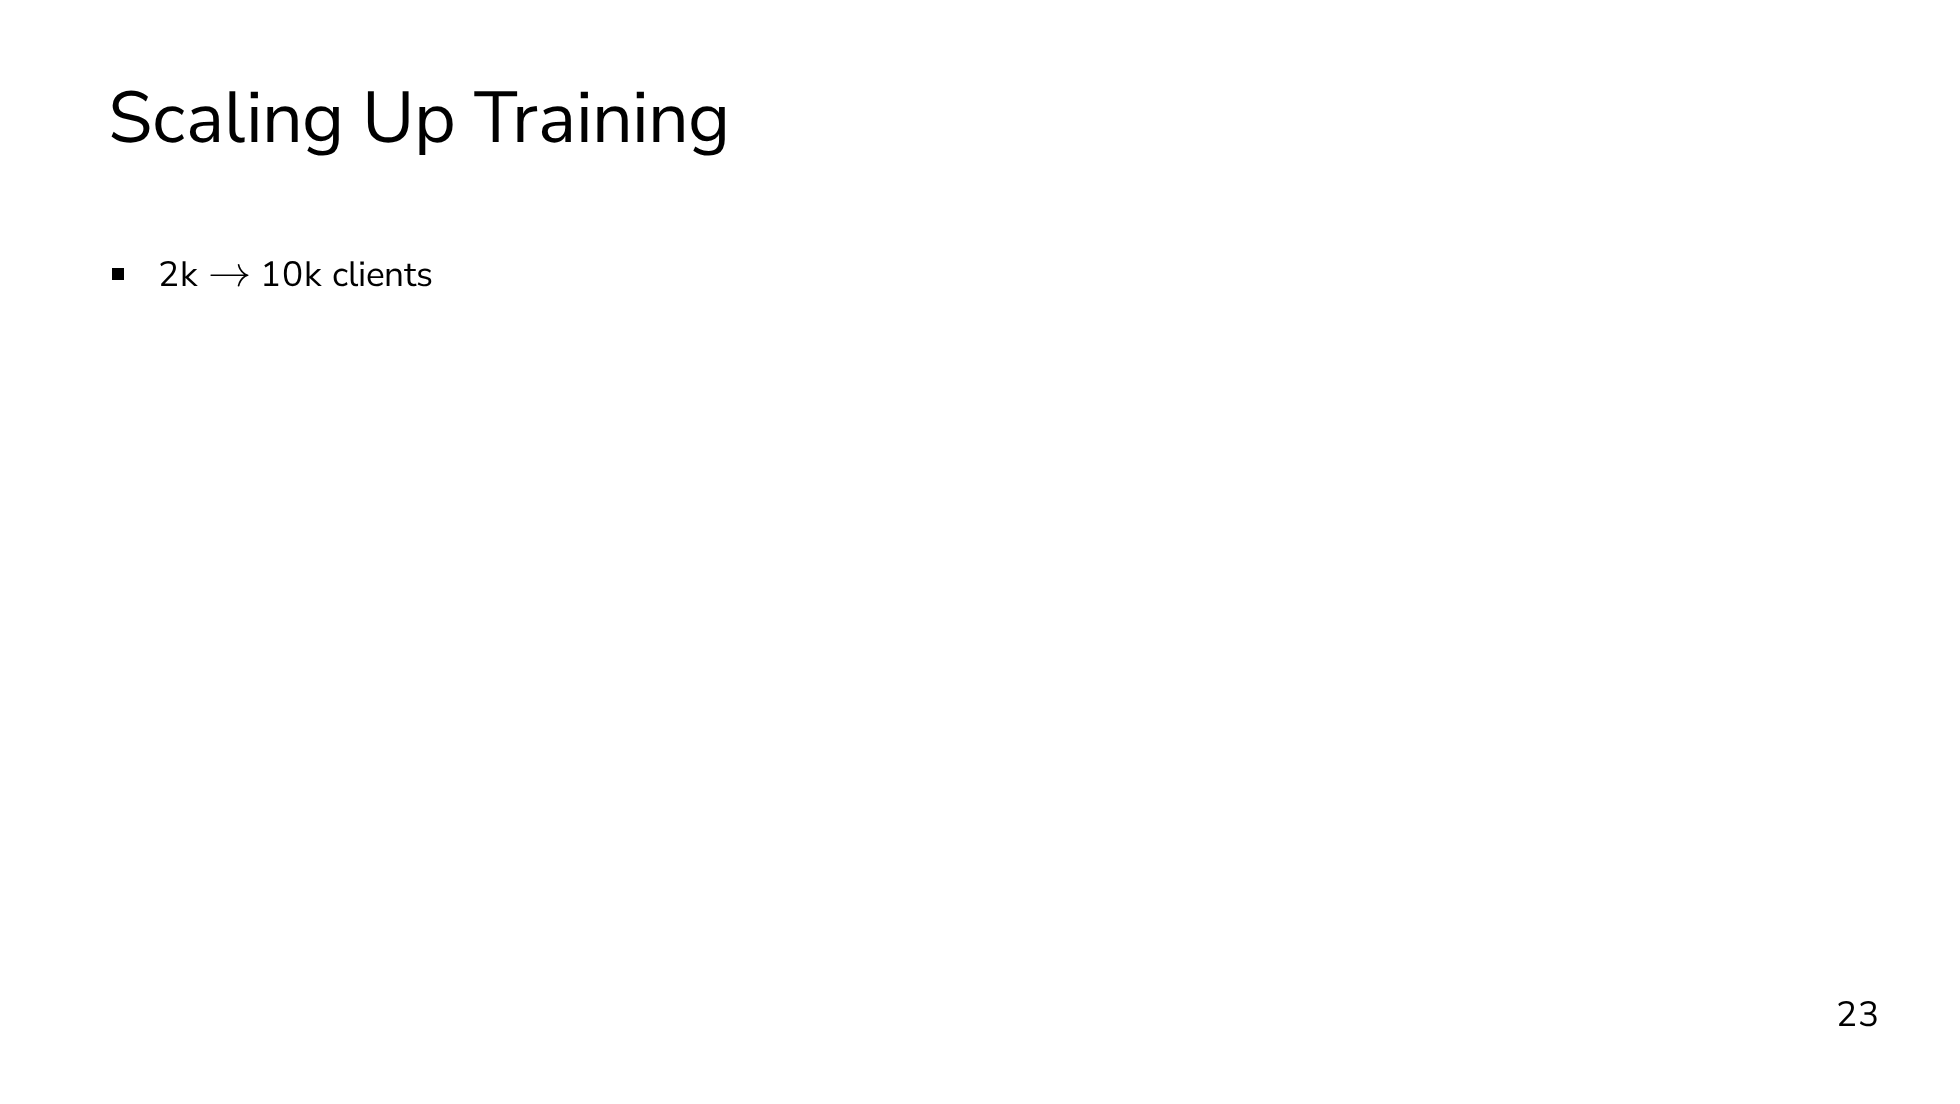 Scaling Up Training
▪ 2k → 10k clients
23